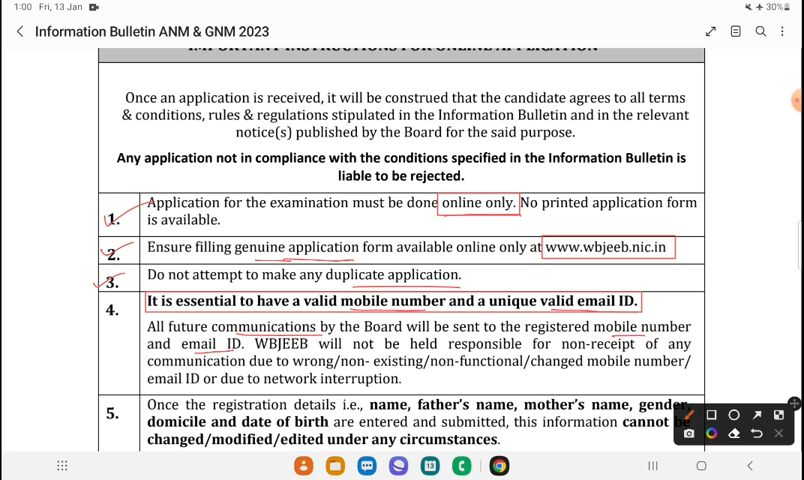 1:00 Fri, 13 Jan
30%
Information Bulletin ANM & GNM 2023
IMPORTANT INSTRUCTIONS FOR ONLINE APPLICATION
Once an application is received, it will be construed that the candidate agrees to all terms
& conditions, rules & regulations stipulated in the Information Bulletin and in the relevant
notice(s) published by the Board for the said purpose.
Any application not in compliance with the conditions specified in the Information Bulletin is
liable to be rejected.
1. Application for the examination must be done online only. No printed application form
is available.
2. Ensure filling genuine application form available online only at www.wbjeeb.nic.in
3. Do not attempt to make any duplicate application.
4. It is essential to have a valid mobile number and a unique valid email ID.
All future communications by the Board will be sent to the registered mobile number
and email ID. WBJEEB will not be held responsible for non-receipt of any
communication due to wrong/non- existing/non-functional/changed mobile number/
email ID or due to network interruption.
5. Once the registration details i.e., name, father's name, mother's name, gender,
domicile and date of birth are entered and submitted, this information cannot be
changed/modified/edited under any circumstances.
13